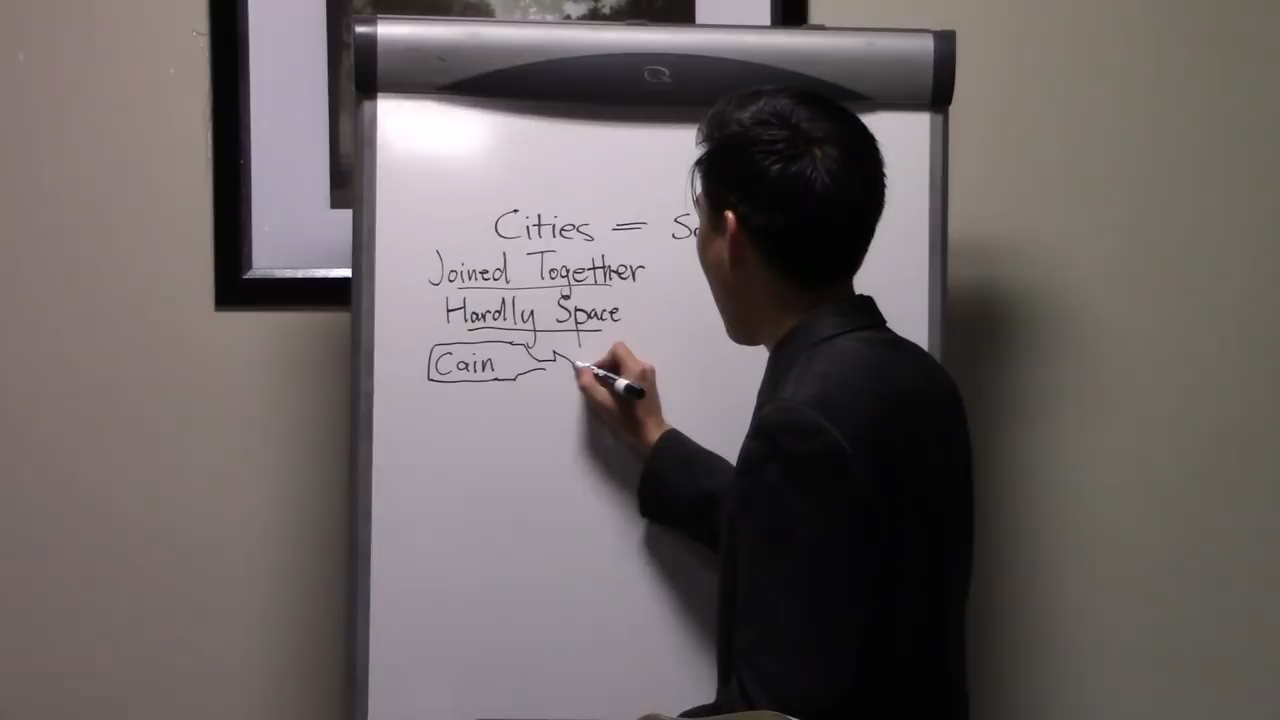 Cities =
Joined Together
Hardly Space
Cain